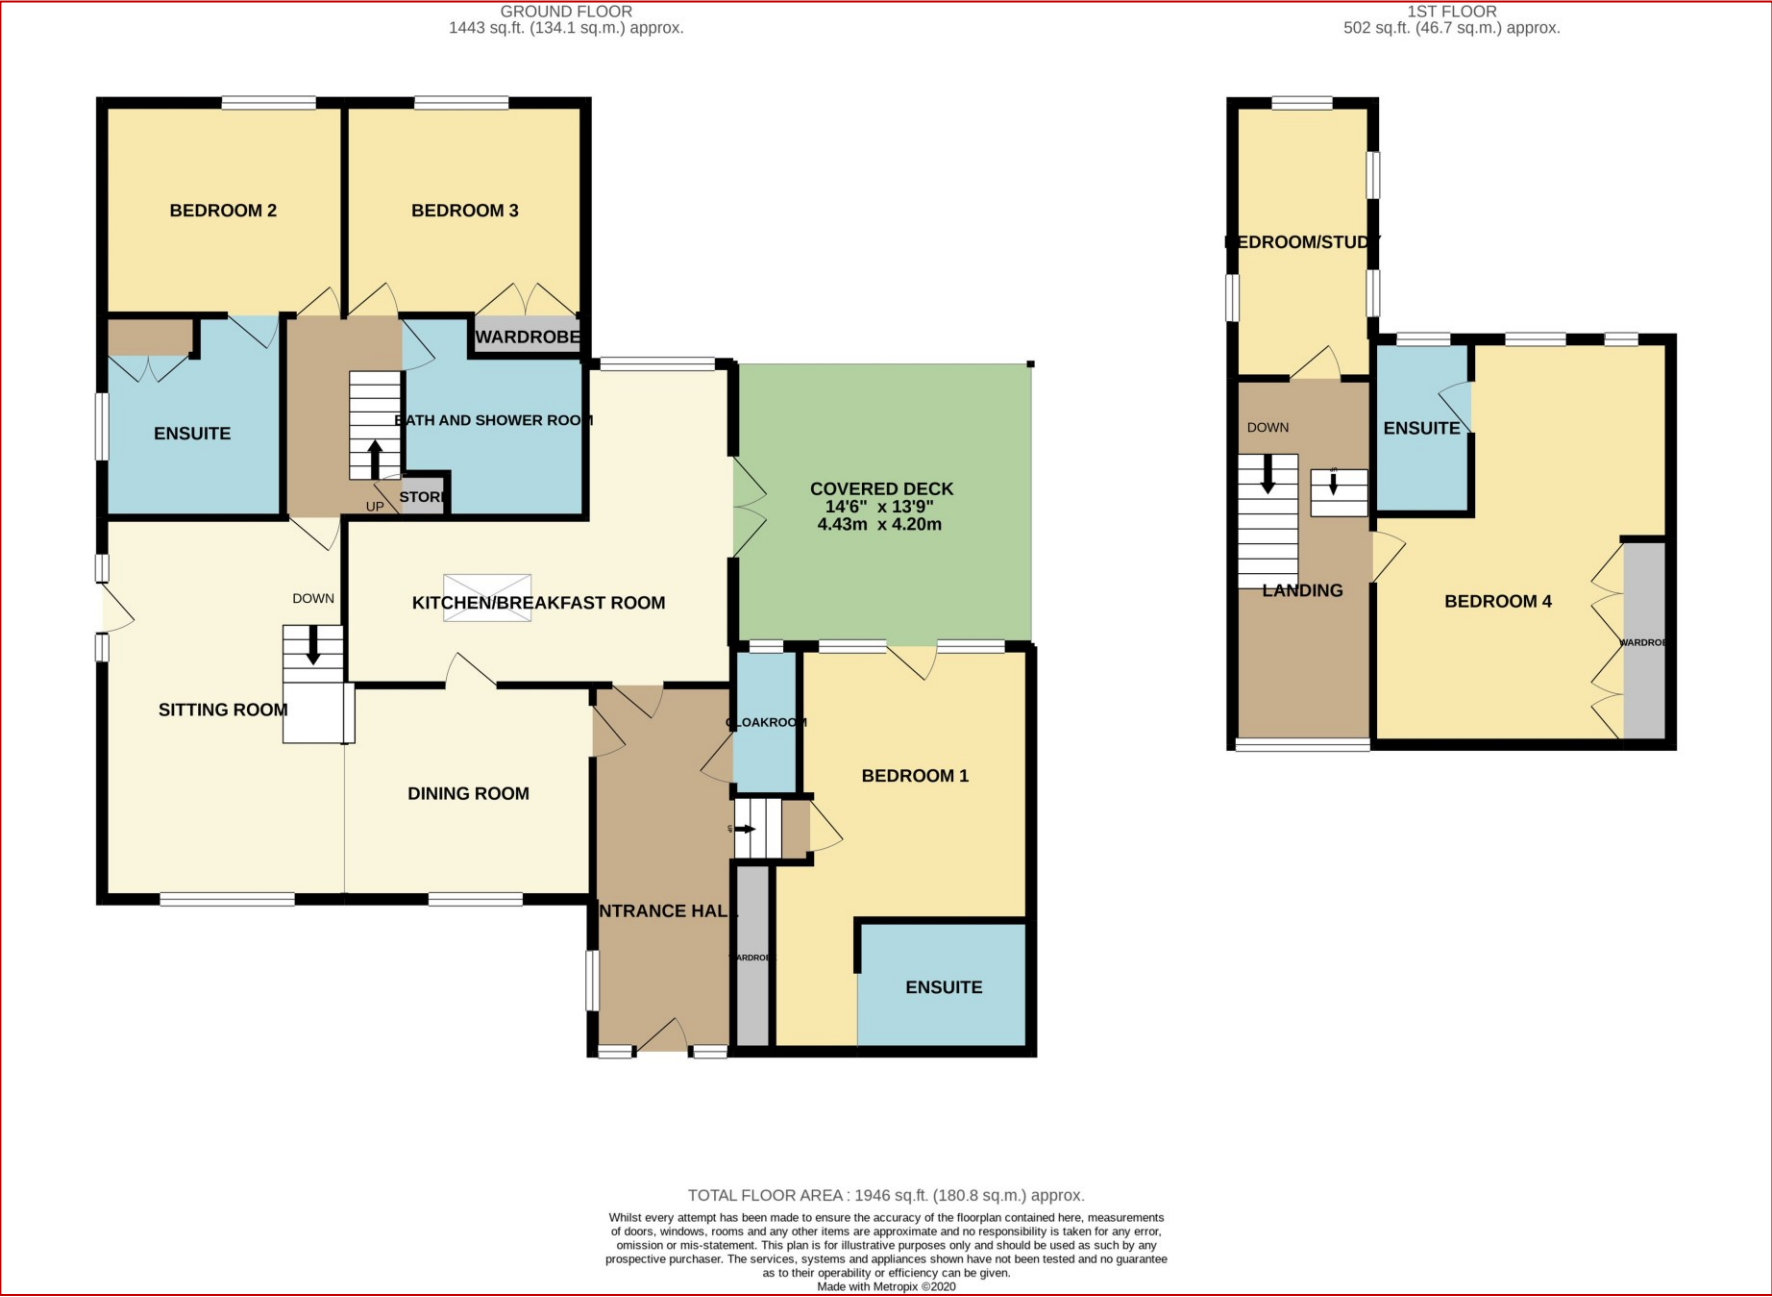 GROUND FLOOR
1443 sq.ft. (134.1 sq.m.) approx.
1ST FLOOR
502 sq.ft. (46.7 sq.m.) approx.
BEDROOM 2
BEDROOM 3
WARDROBE
ENSUITE
BATH AND SHOWER ROOM
STORE
UP
COVERED DECK
14'6" x 13'9"
4.43m x 4.20m
DOWN
KITCHEN/BREAKFAST ROOM
SITTING ROOM
DINING ROOM
CLOAKROOM
BEDROOM 1
UP
ENTRANCE HALL
WARDROBE
ENSUITE
BEDROOM/STUDY
DOWN
ENSUITE
UP
LANDING
BEDROOM 4
WARDROBE
TOTAL FLOOR AREA : 1946 sq.ft. (180.8 sq.m.) approx.
Whilst every attempt has been made to ensure the accuracy of the floorplan contained here, measurements
of doors, windows, rooms and any other items are approximate and no responsibility is taken for any error,
omission or mis-statement. This plan is for illustrative purposes only and should be used as such by any
prospective purchaser. The services, systems and appliances shown have not been tested and no guarantee
as to their operability or efficiency can be given.
Made with Metropix ©2020